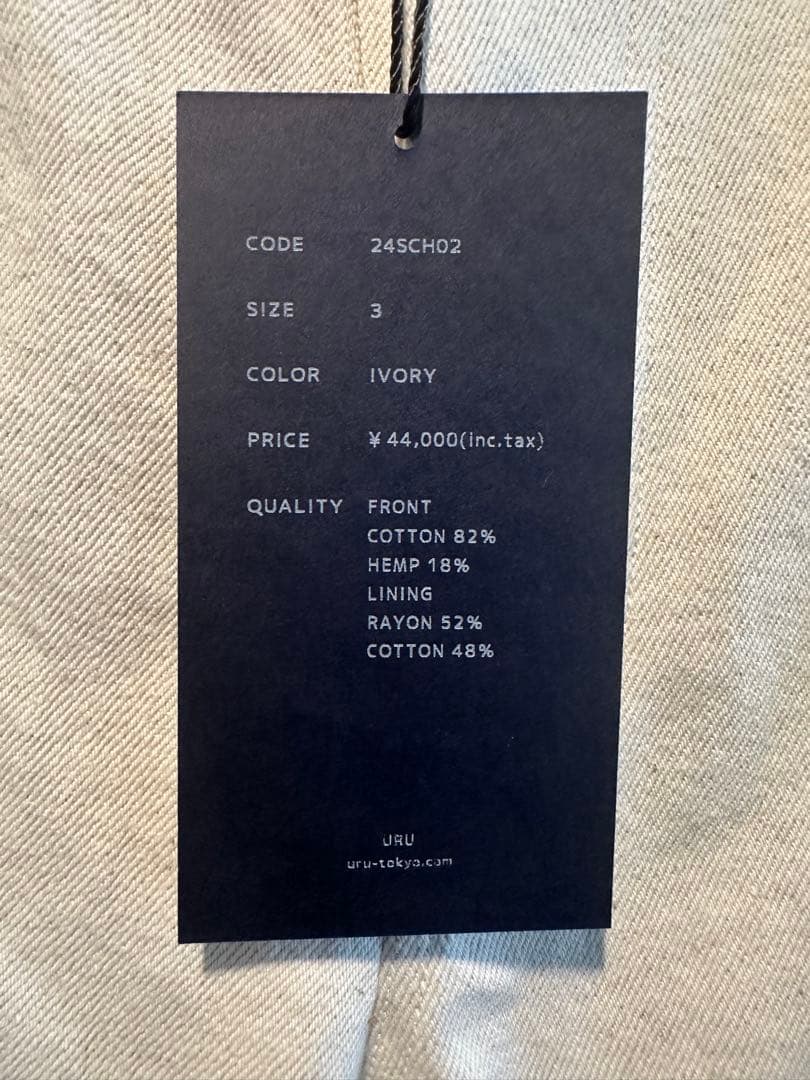 CODE 24SCH02
SIZE 3
COLOR IVORY
PRICE ¥44,000(inc.tax)
QUALITY FRONT
COTTON 82%
HEMP 18%
LINING
RAYON 52%
COTTON 48%
URU
uru-tokyo.com